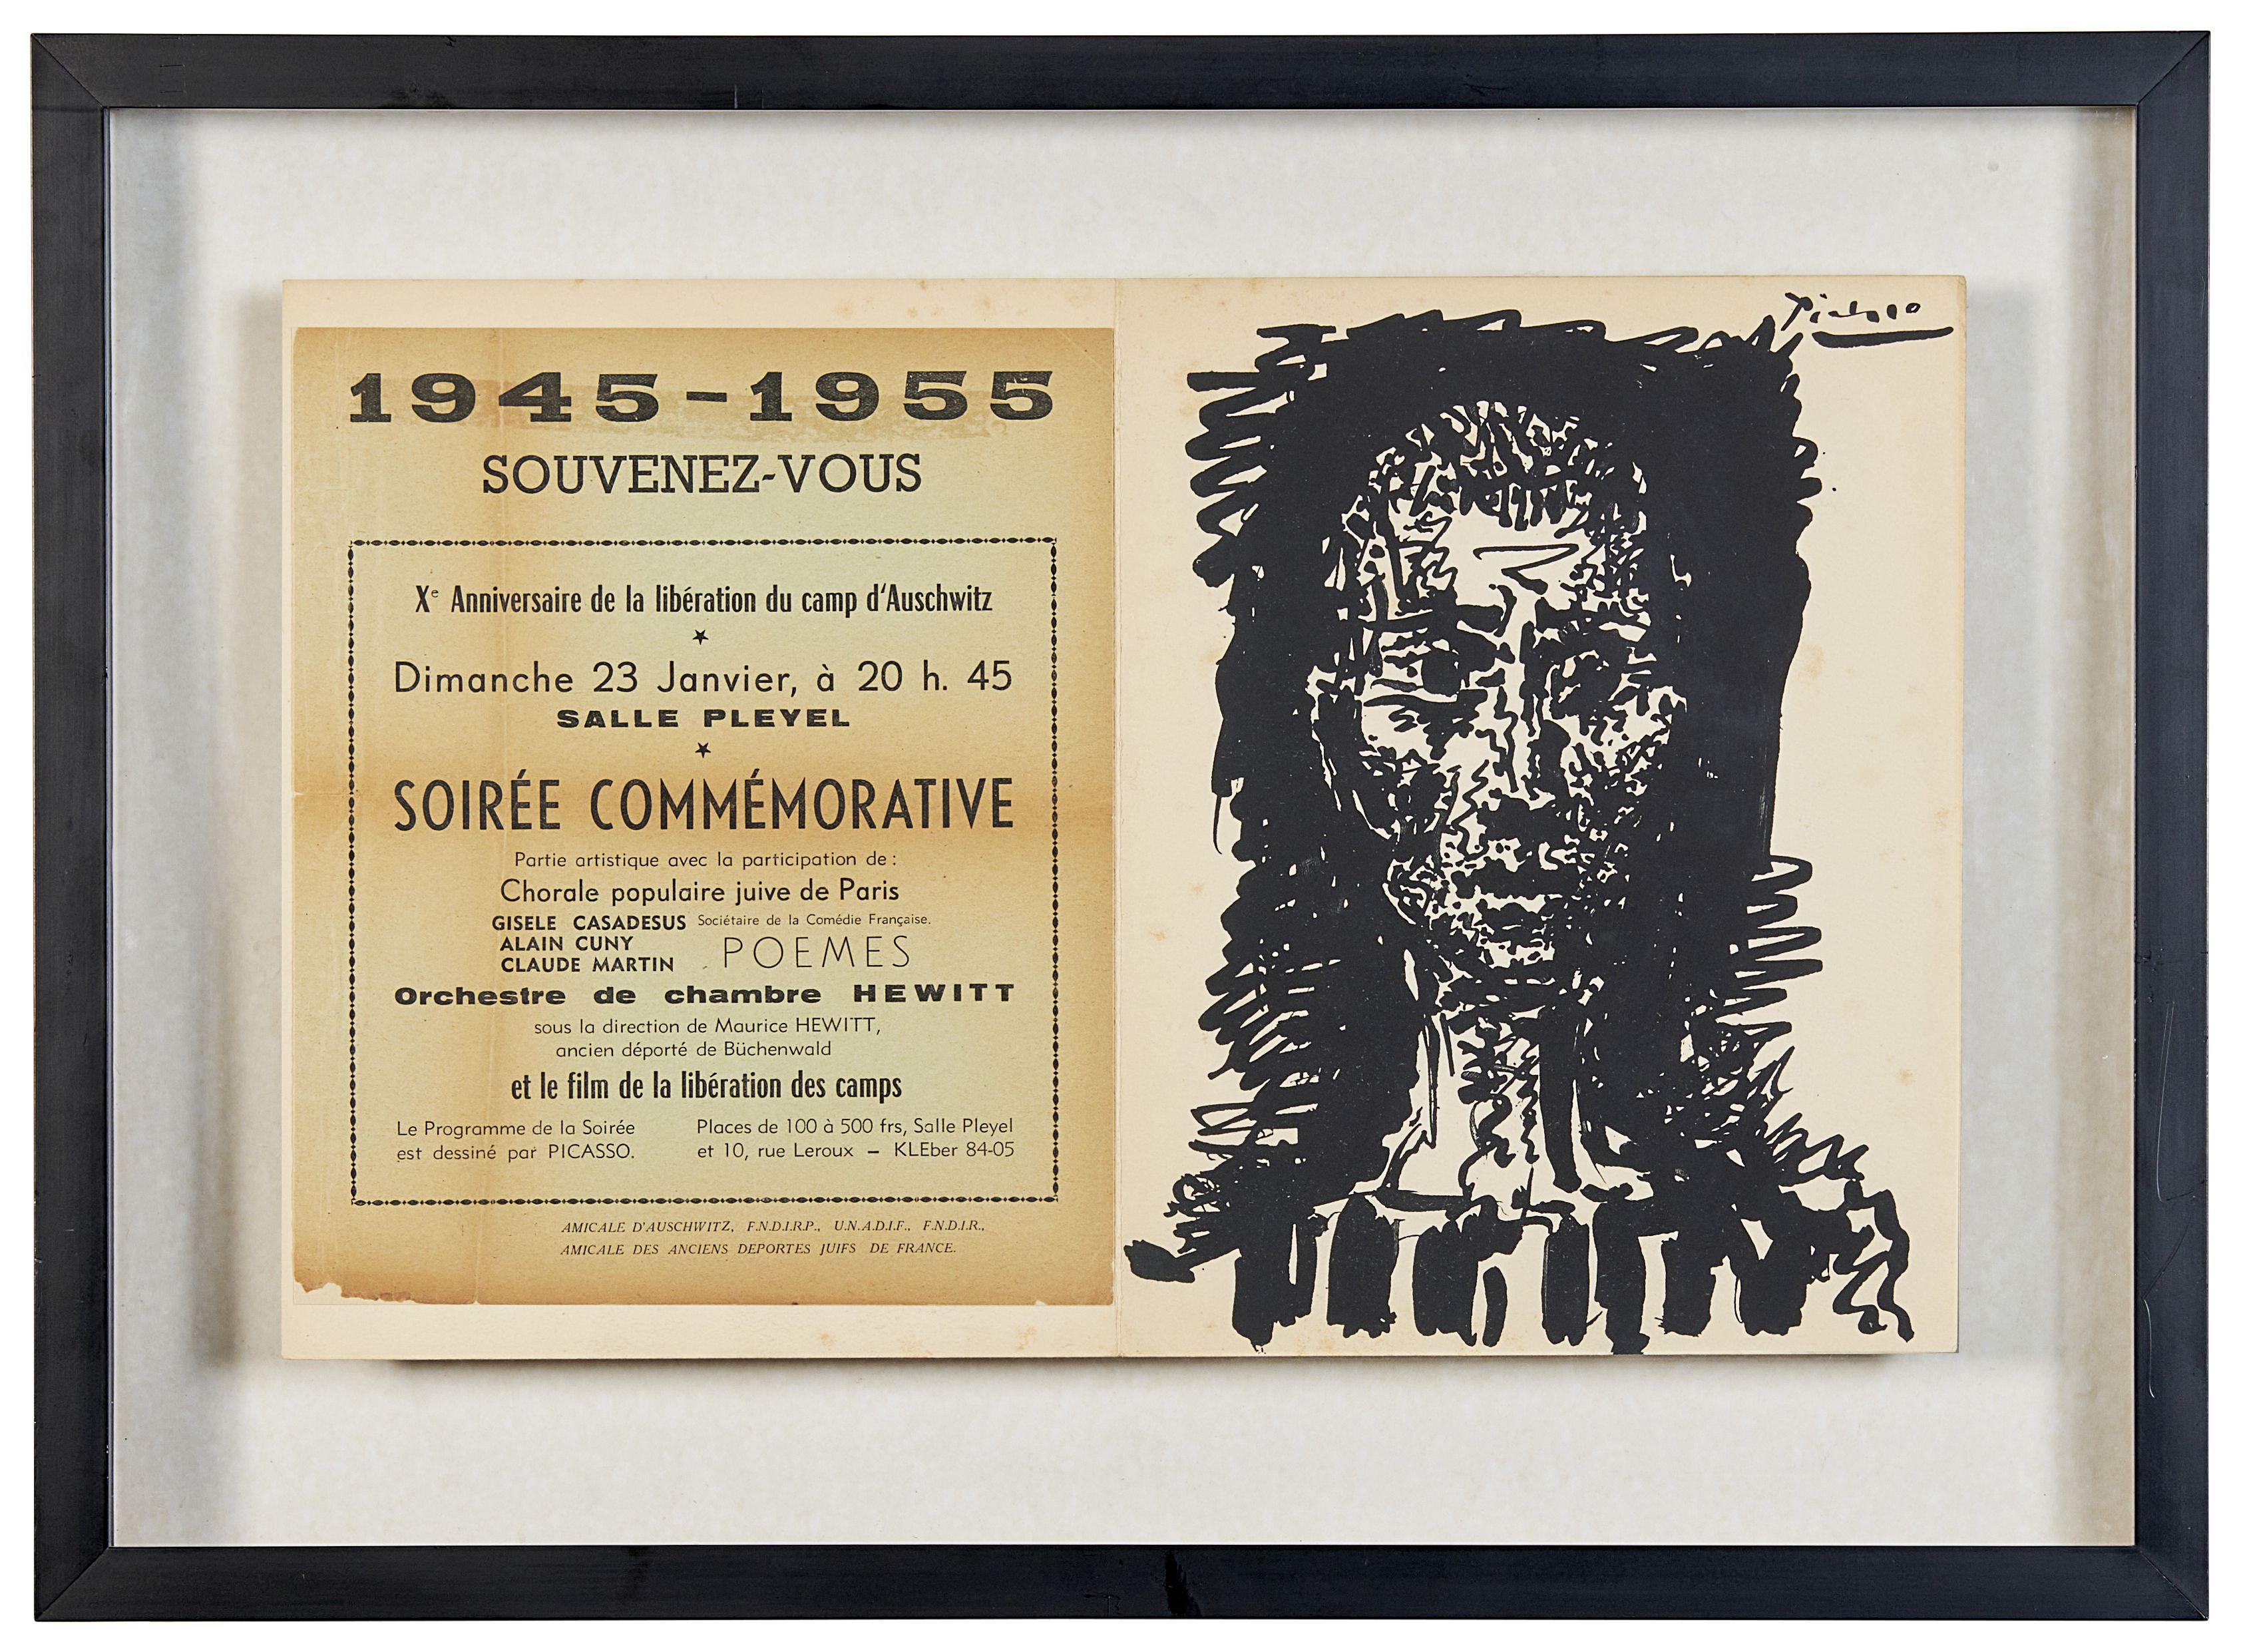 1945-1955
SOUVENEZ-VOUS
Xe Anniversaire de la libération du camp d'Auschwitz
Dimanche 23 Janvier, à 20 h. 45
SALLE PLEYEL
SOIRÉE COMMÉMORATIVE
Partie artistique avec la participation de :
Chorale populaire juive de Paris
GISELE CASADESUS Sociétaire de la Comédie Française.
ALAIN CUNY
CLAUDE MARTIN
POEMES
Orchestre de chambre HEWITT
sous la direction de Maurice HEWITT,
ancien déporté de Büchenwald
et le film de la libération des camps
Le Programme de la Soirée
est dessiné par PICASSO.
Places de 100 à 500 frs, Salle Pleyel
et 10, rue Leroux – KLEber 84-05
AMICALE D'AUSCHWITZ, F.N.D.I.R.P., U.N.A.D.I.F., F.N.D.I.R.,
AMICALE DES ANCIENS DEPORTES JUIFS DE FRANCE.
Picasso